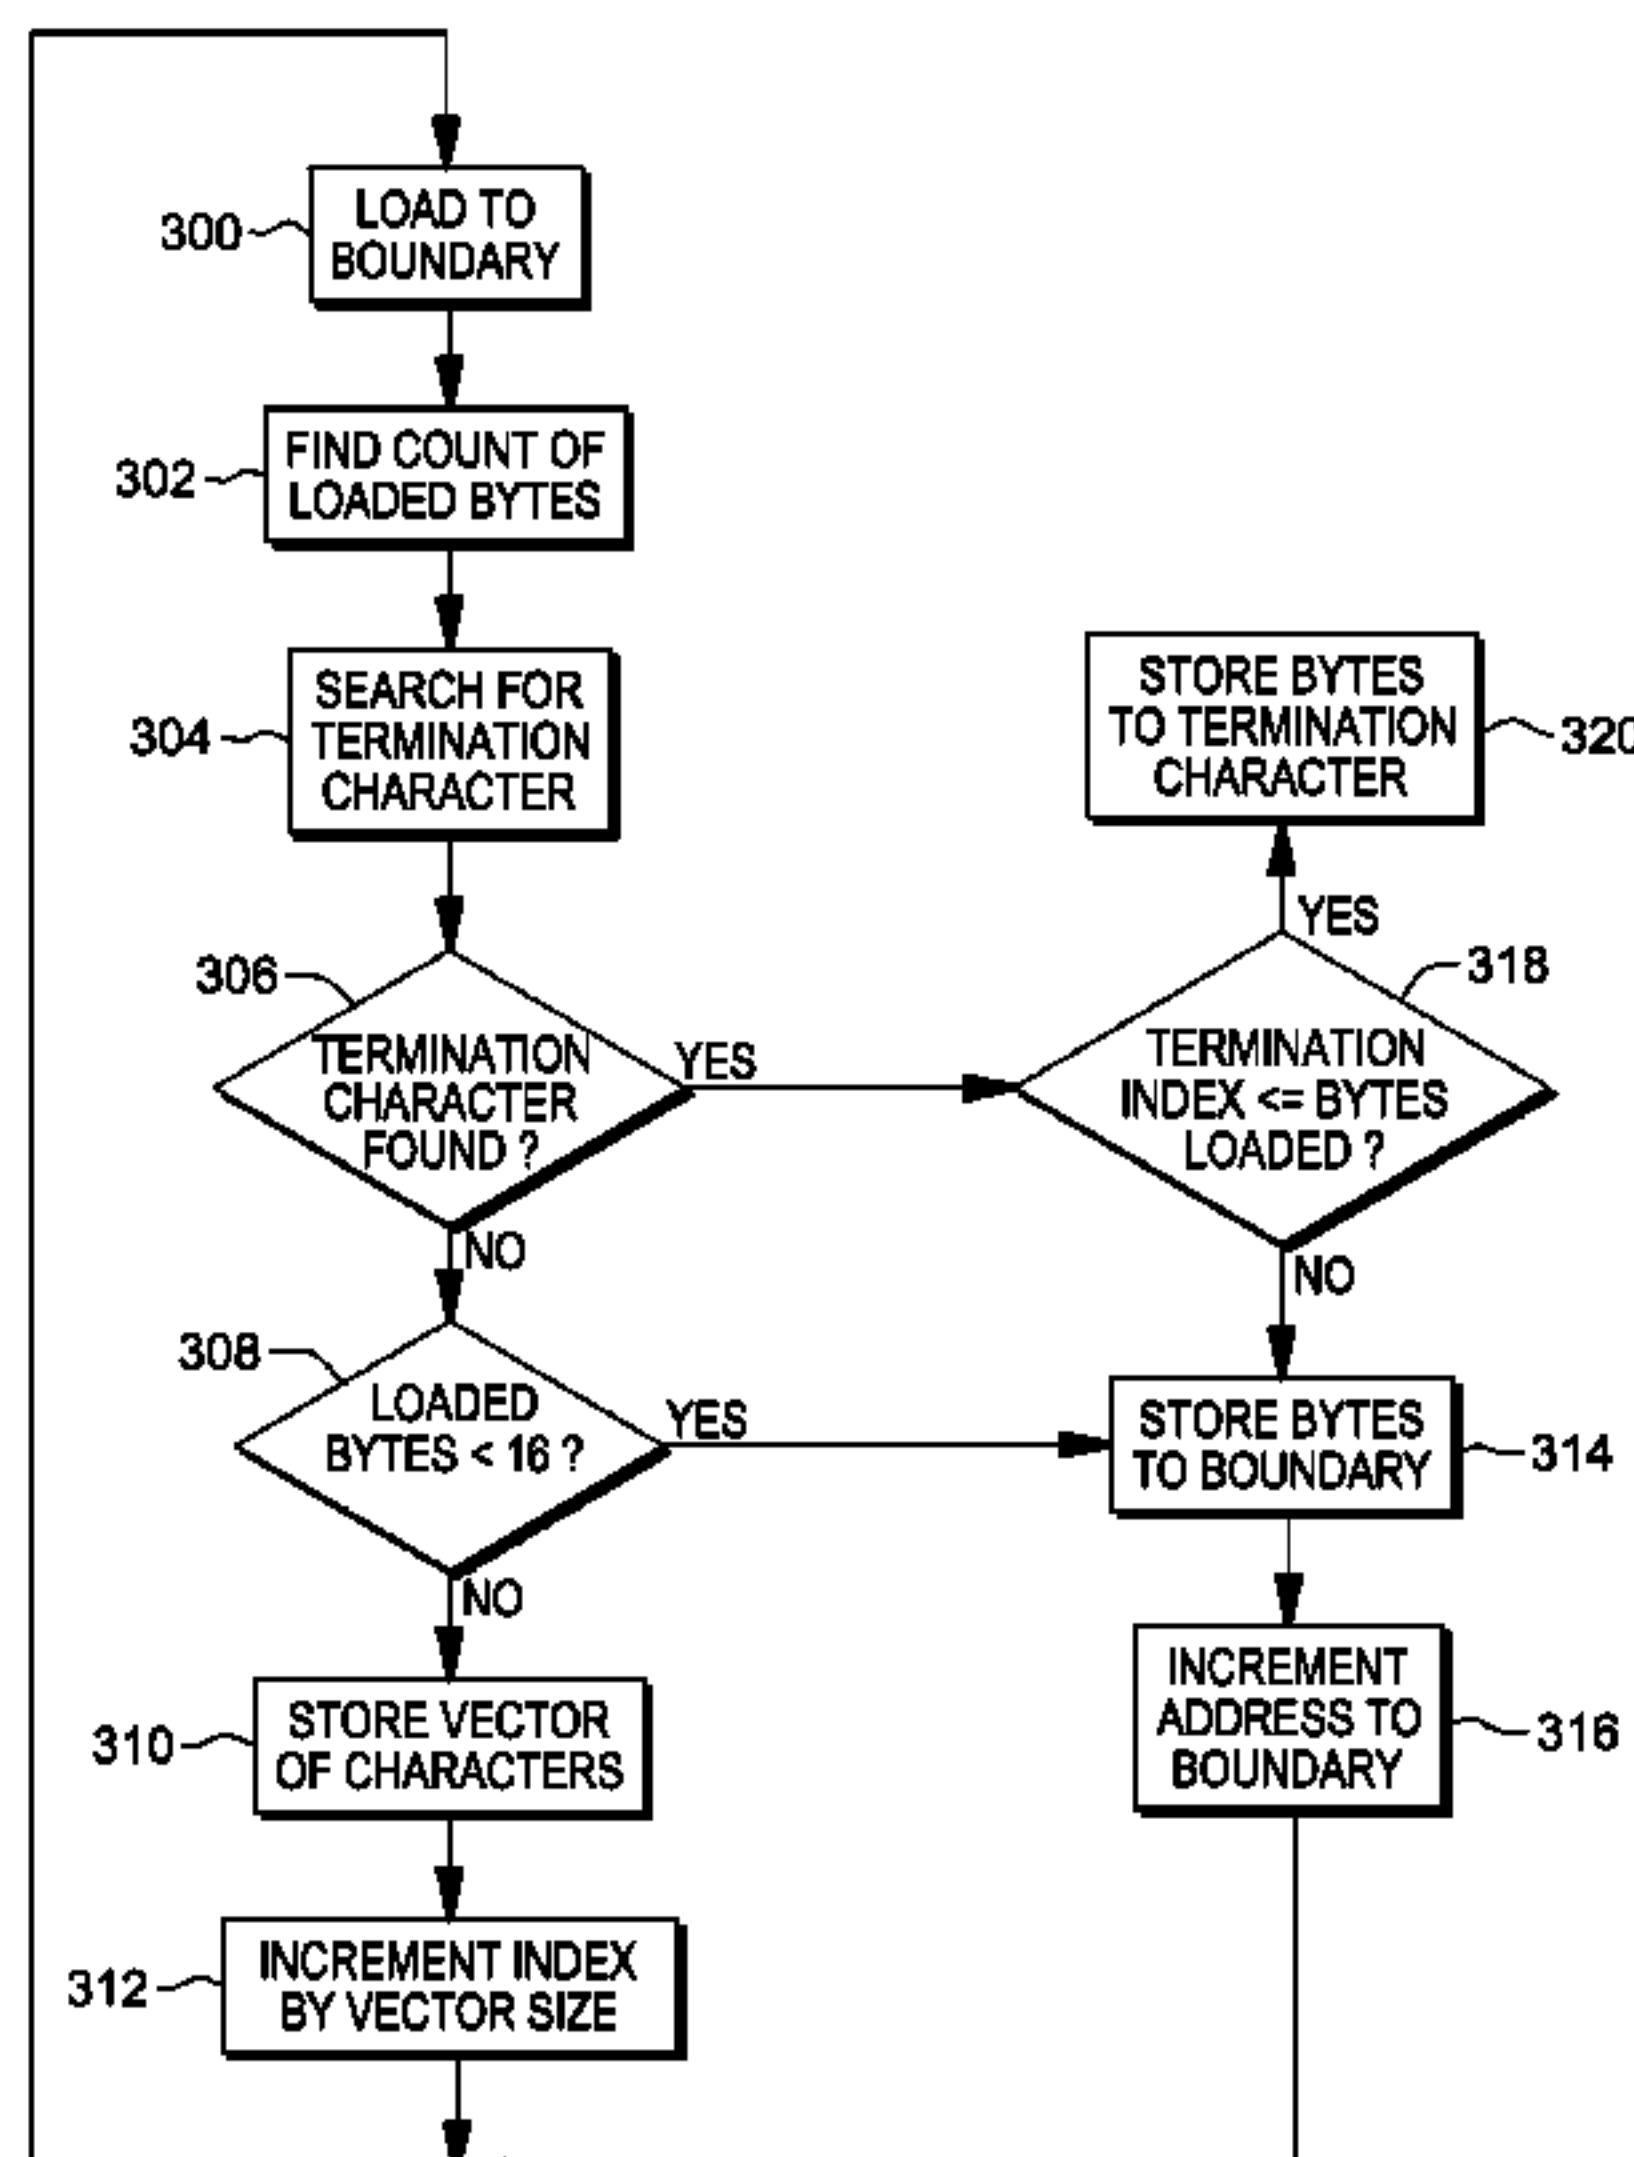 300
LOAD TO
BOUNDARY
302
FIND COUNT OF
LOADED BYTES
304
SEARCH FOR
TERMINATION
CHARACTER
306
TERMINATION
CHARACTER
FOUND ?
YES
NO
308
LOADED
BYTES < 16 ?
YES
NO
310
STORE VECTOR
OF CHARACTERS
312
INCREMENT INDEX
BY VECTOR SIZE
STORE BYTES
TO TERMINATION
CHARACTER
320
YES
318
TERMINATION
INDEX <= BYTES
LOADED ?
NO
STORE BYTES
TO BOUNDARY
314
INCREMENT
ADDRESS TO
BOUNDARY
316